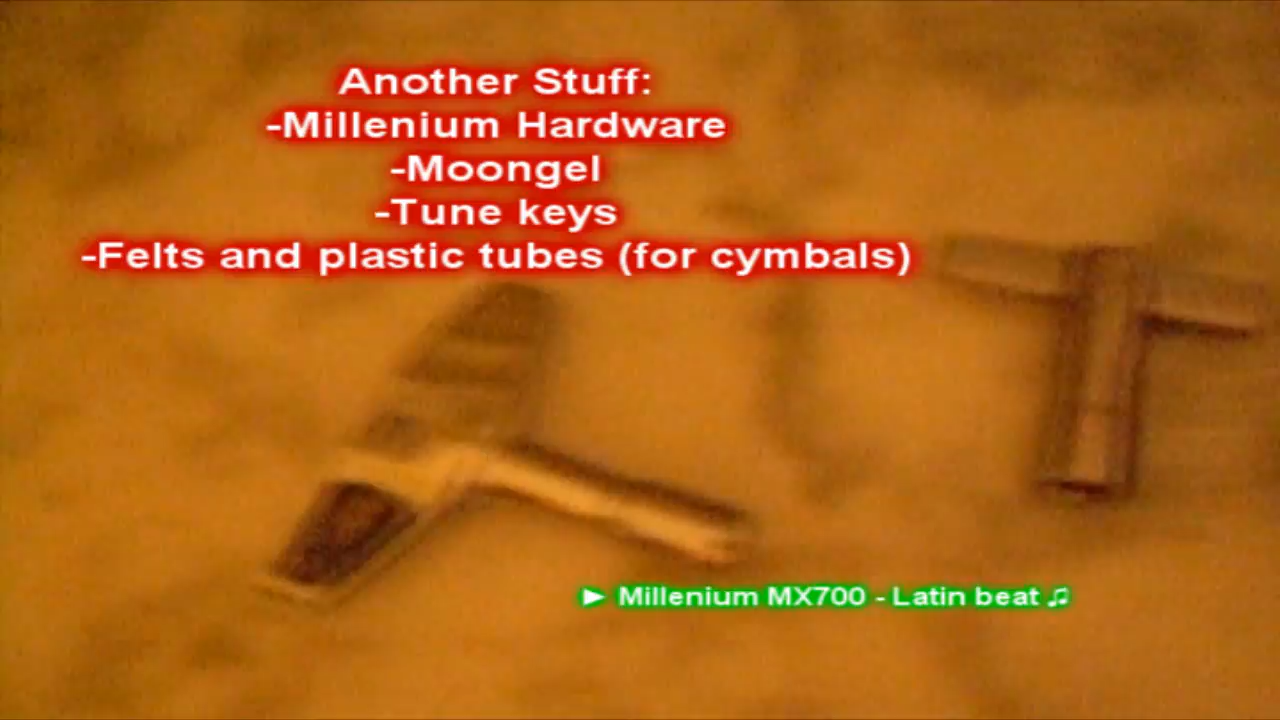 Another Stuff:
-Millenium Hardware
-Moongel
-Tune keys
-Felts and plastic tubes (for cymbals)
► Millenium MX700 - Latin beat ♫